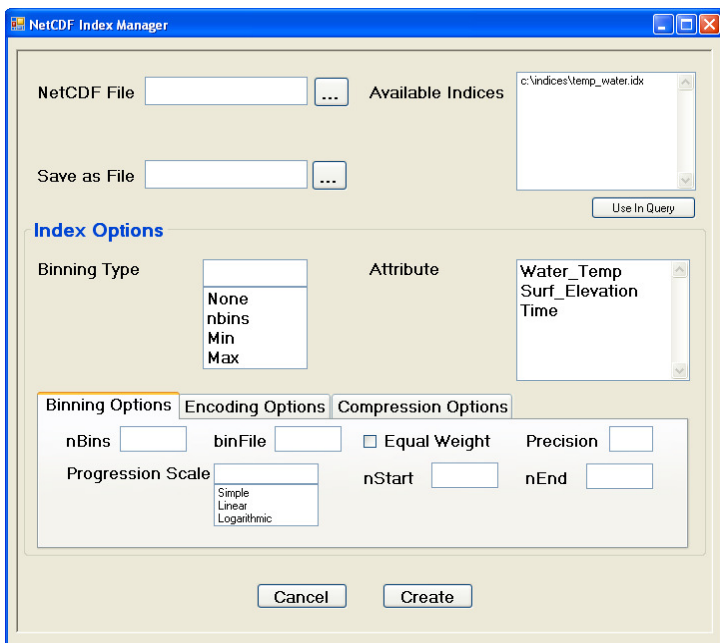 NetCDF Index Manager
NetCDF File ... Available Indices c:\indices\temp_water.idx
Save as File ...
Use In Query
Index Options
Binning Type Attribute
None
nbins
Min
Max
Water_Temp
Surf_Elevation
Time
Binning Options Encoding Options Compression Options
nBins binFile Equal Weight Precision
Progression Scale nStart nEnd
Simple
Linear
Logarithmic
Cancel Create